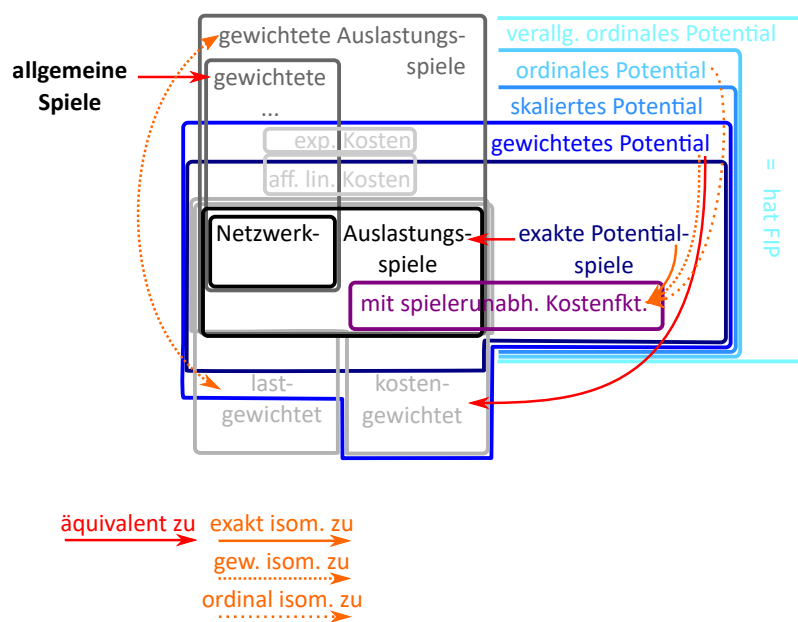 gewichtete Auslastungs-
spiele
verallg. ordinales Potential
allgemeine
Spiele
gewichtete
...
ordinales Potential
skaliertes Potential
exp. Kosten
gewichtetes Potential
aff. lin. Kosten
= hat FIP
Netzwerk-
Auslastungs-
spiele
exakte Potential-
spiele
mit spielerunabh. Kostenfkt.
last-
gewichtet
kosten-
gewichtet
äquivalent zu
exakt isom. zu
gew. isom. zu
ordinal isom. zu